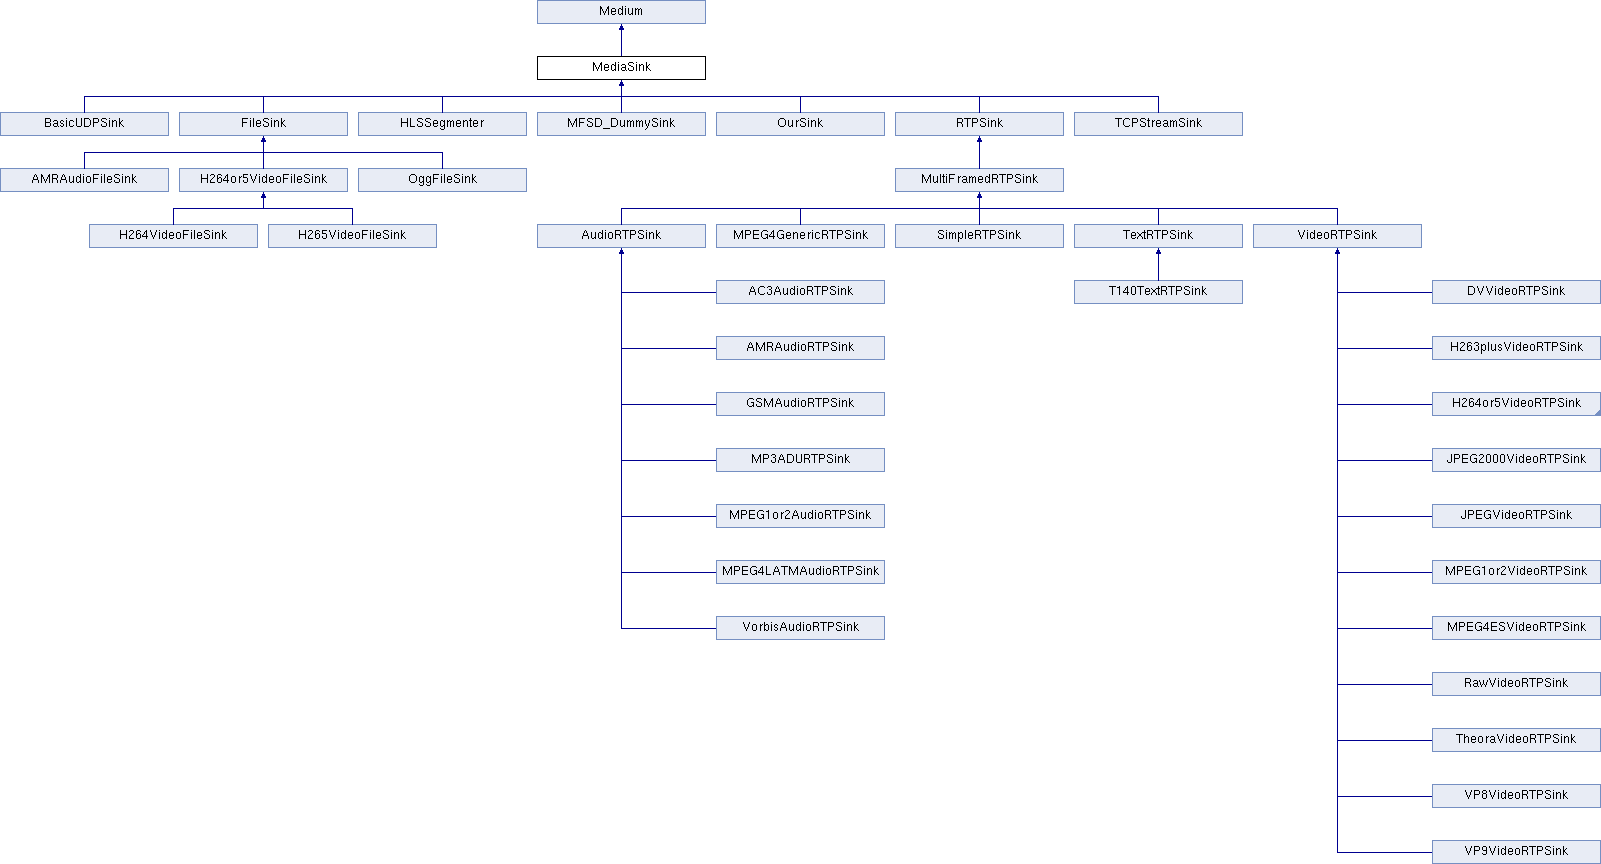 Medium
MediaSink
BasicUDPSink
FileSink
HLSSegmenter
MFSD_DummySink
OurSink
RTPSink
TCPStreamSink
AMRAudioFileSink
H264or5VideoFileSink
OggFileSink
MultiFramedRTPSink
H264VideoFileSink
H265VideoFileSink
AudioRTPSink
MPEG4GenericRTPSink
SimpleRTPSink
TextRTPSink
VideoRTPSink
AC3AudioRTPSink
T140TextRTPSink
DVVideoRTPSink
AMRAudioRTPSink
H263plusVideoRTPSink
GSMAudioRTPSink
H264or5VideoRTPSink
MP3ADURTPSink
JPEG2000VideoRTPSink
MPEG1or2AudioRTPSink
JPEGVideoRTPSink
MPEG4LATMAudioRTPSink
MPEG1or2VideoRTPSink
VorbisAudioRTPSink
MPEG4ESVideoRTPSink
RawVideoRTPSink
TheoraVideoRTPSink
VP8VideoRTPSink
VP9VideoRTPSink